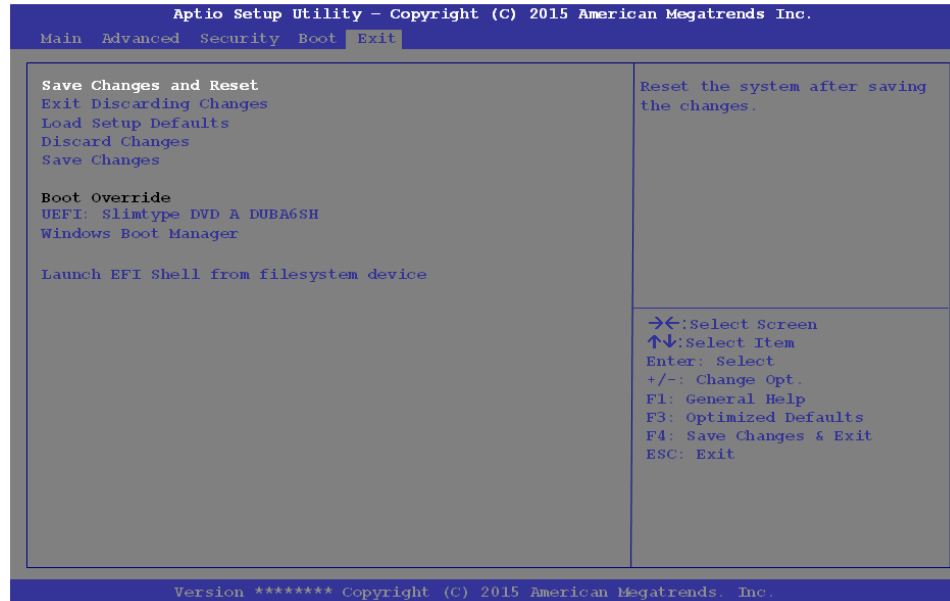 Aptio Setup Utility – Copyright (C) 2015 American Megatrends Inc.
Main Advanced Security Boot Exit
Save Changes and Reset
Exit Discarding Changes
Load Setup Defaults
Discard Changes
Save Changes
Boot Override
UEFI: Slimtype DVD A DUBA6SH
Windows Boot Manager
Launch EFI Shell from filesystem device
Reset the system after saving
the changes.
→←:Select Screen
↑↓:Select Item
Enter: Select
+/-: Change Opt.
F1: General Help
F3: Optimized Defaults
F4: Save Changes & Exit
ESC: Exit
Version ******** Copyright (C) 2015 American Megatrends. Inc.